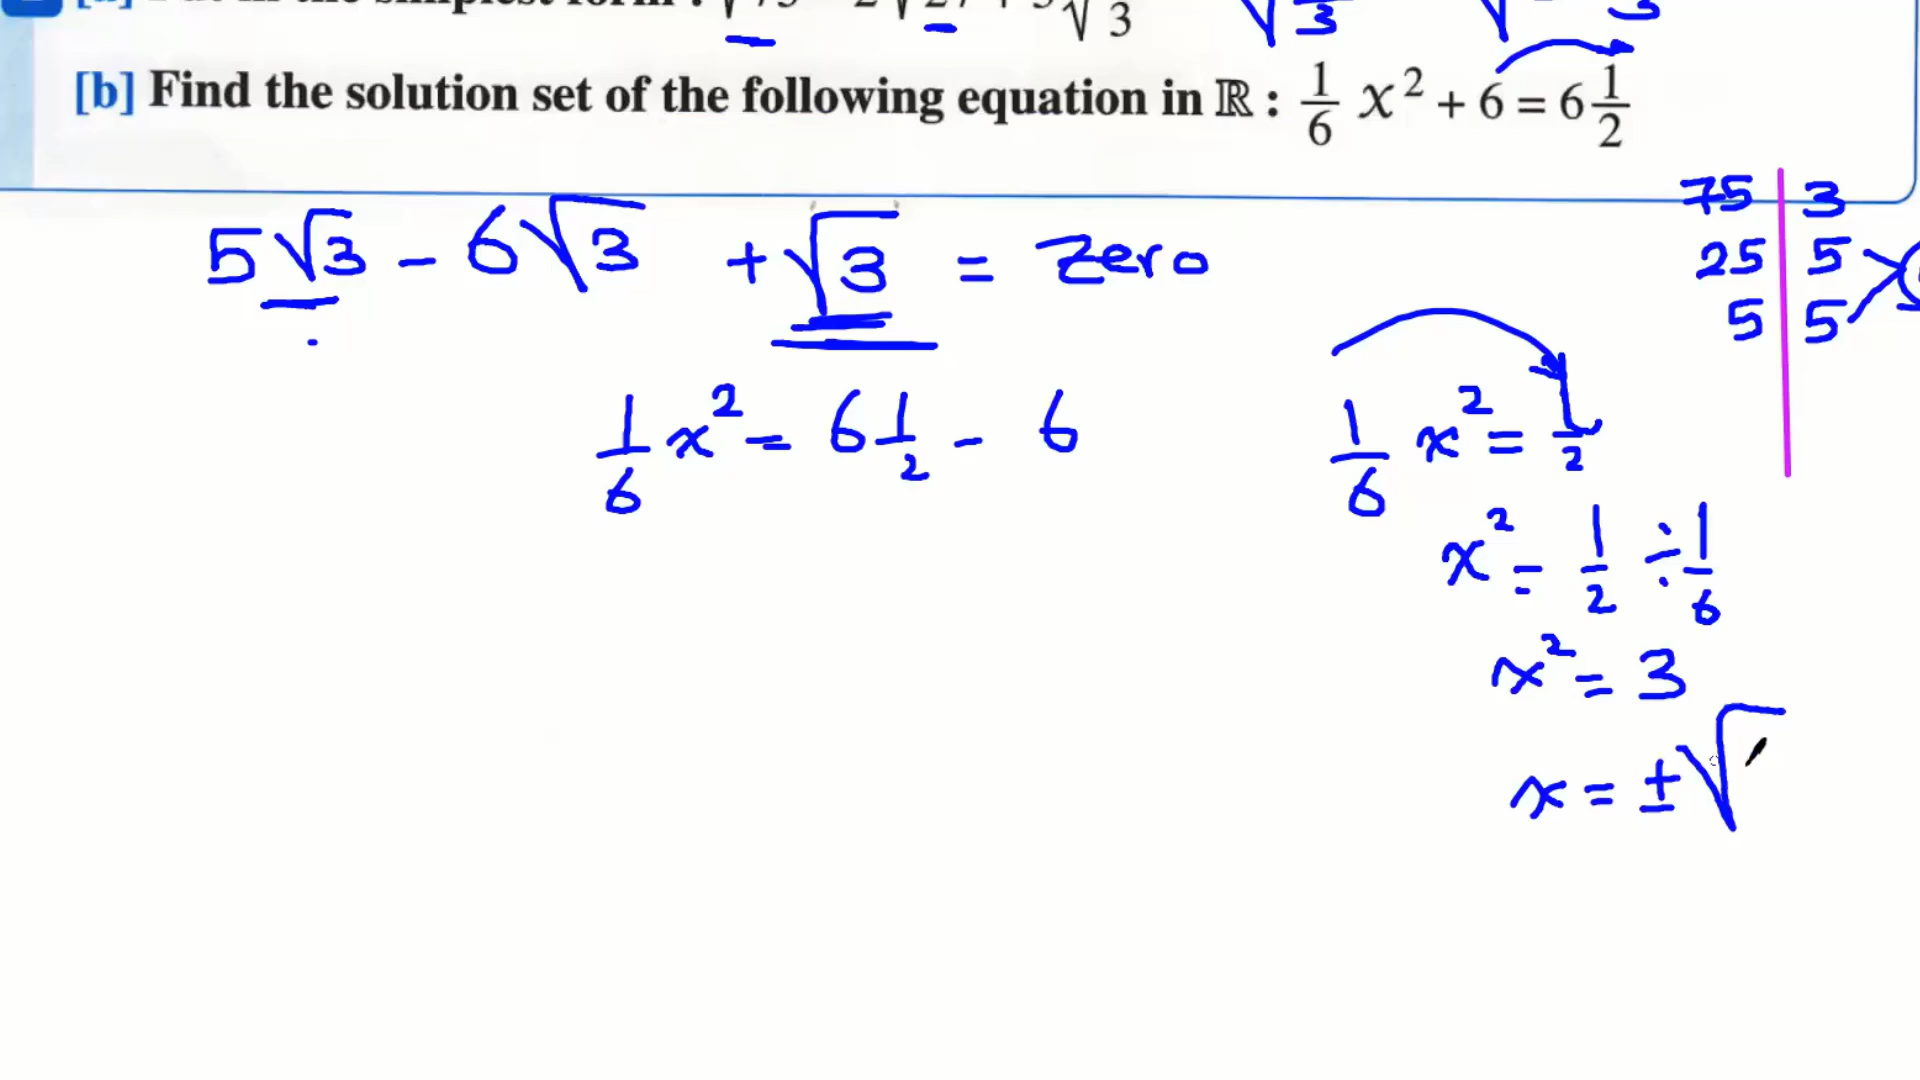 [b] Find the solution set of the following equation in ℝ : 1/6 x² + 6 = 6 1/2
5√3 - 6√3 + √3 = Zero
75 3
25 5
5 5
1/6 x² = 6 1/2 - 6
1/6 x² = 1/2
x² = 1/2 ÷ 1/6
x² = 3
x = ±√